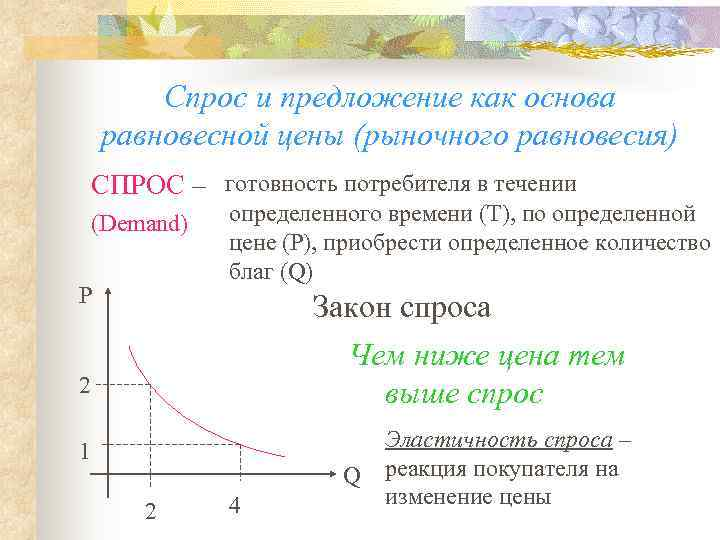 Спрос и предложение как основа
равновесной цены (рыночного равновесия)
СПРОС – готовность потребителя в течении
(Demand) определенного времени (T), по определенной
цене (P), приобрести определенное количество
благ (Q)
P
Закон спроса
Чем ниже цена тем
выше спрос
2
1
Эластичность спроса –
реакция покупателя на
изменение цены
Q
2
4